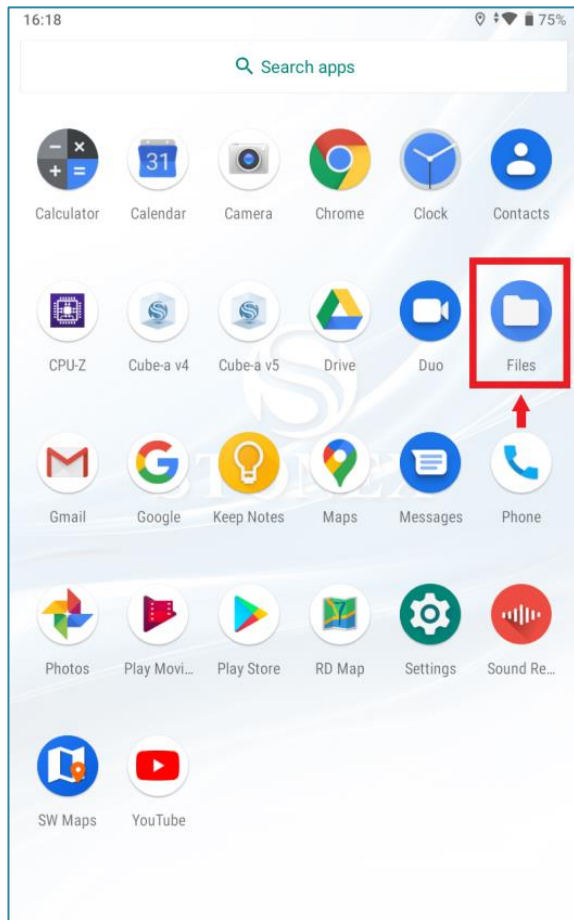 16:18 75%
Search apps
31
Calculator Calendar Camera Chrome Clock Contacts
CPU-Z Cube-a v4 Cube-a v5 Drive Duo Files
STONEX
Gmail Google Keep Notes Maps Messages Phone
Photos Play Movi... Play Store RD Map Settings Sound Re...
SW Maps YouTube